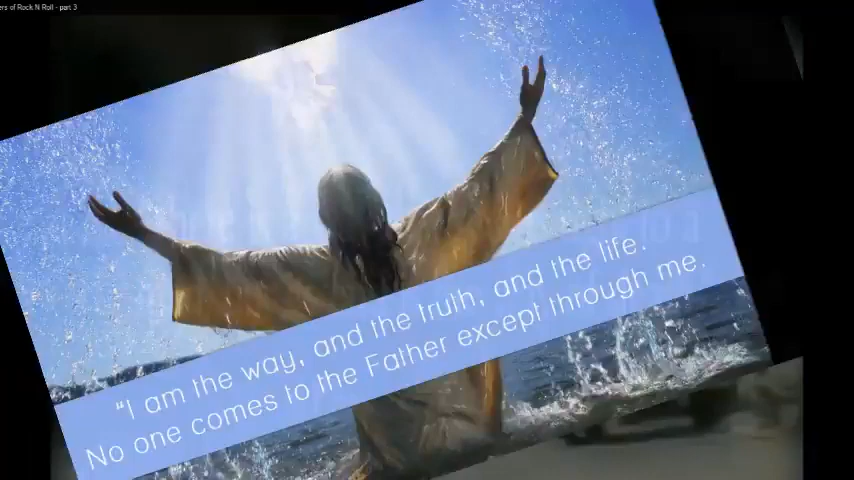 ers of Rock N Roll - part 3
“I am the way, and the truth, and the life.
No one comes to the Father except through me.